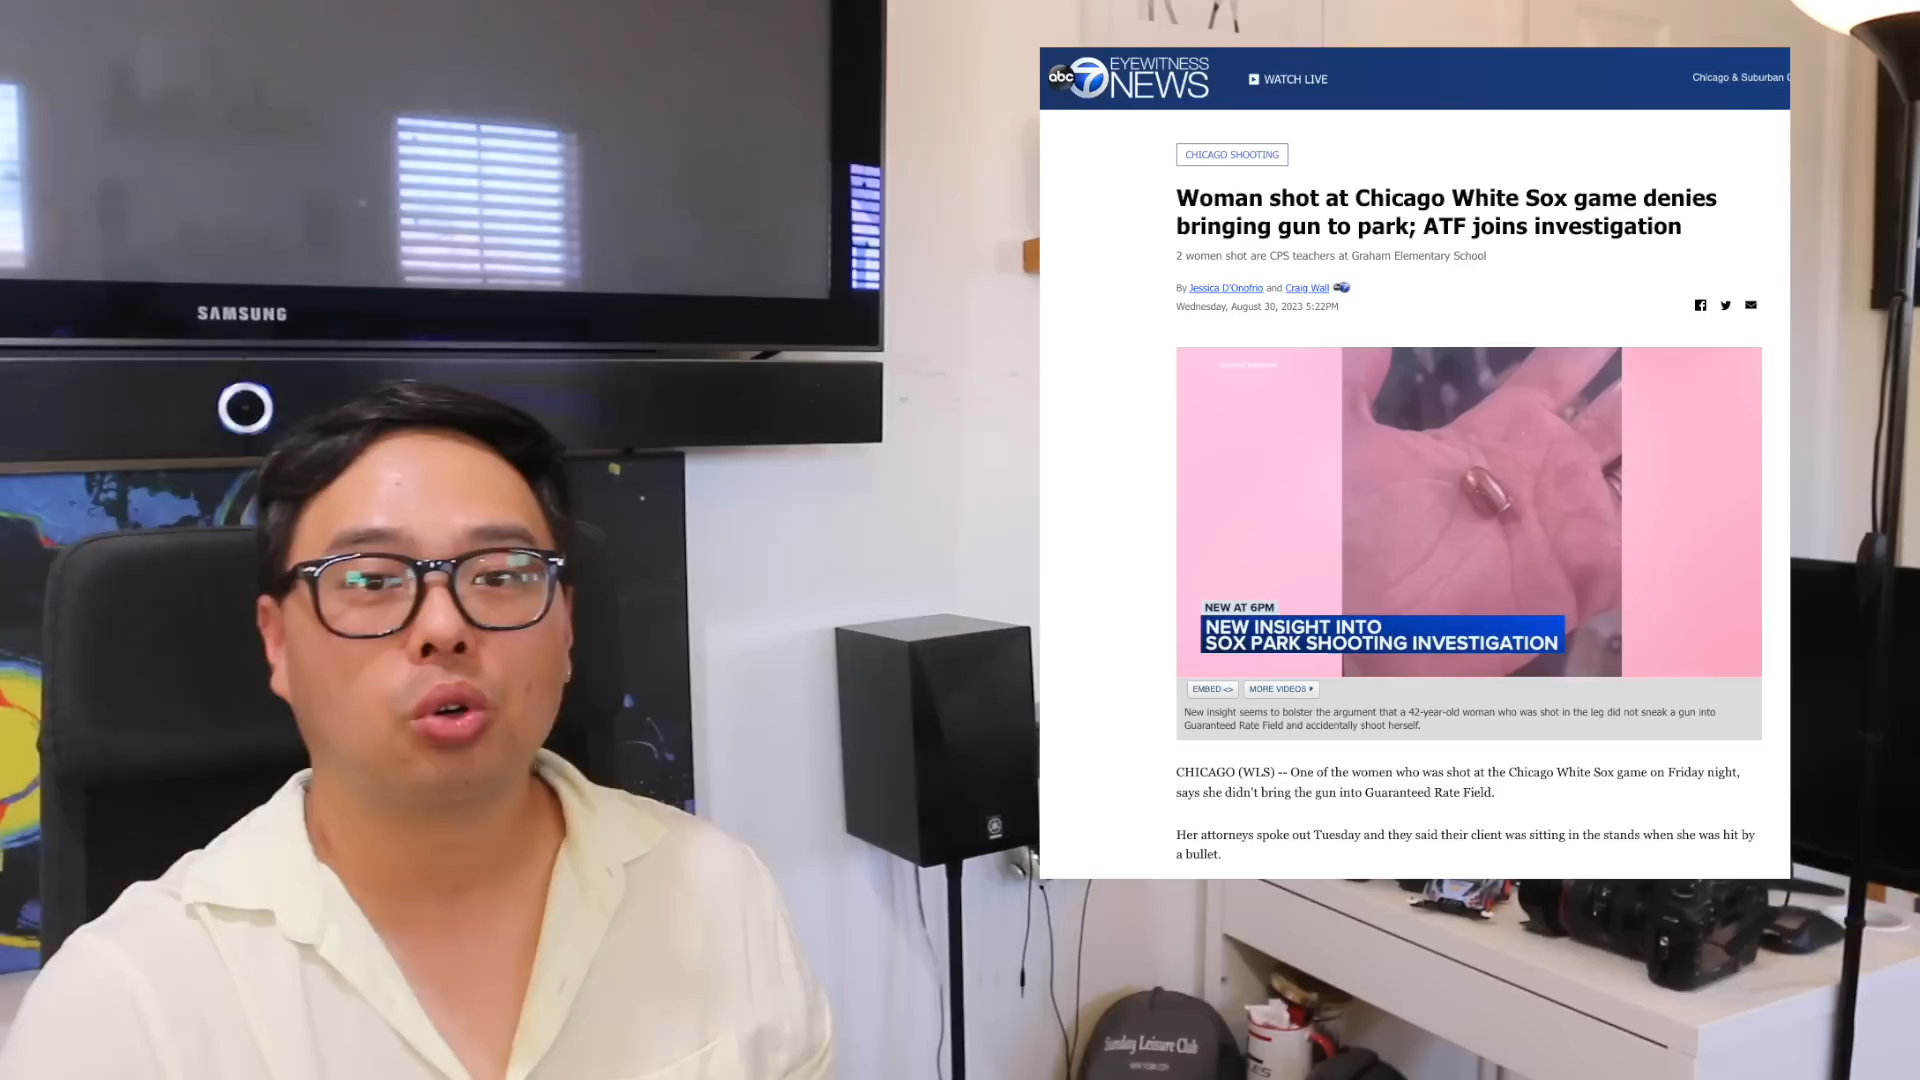 SAMSUNG
abc 7 EYEWITNESS NEWS
WATCH LIVE
Chicago & Suburban
CHICAGO SHOOTING
Woman shot at Chicago White Sox game denies
bringing gun to park; ATF joins investigation
2 women shot are CPS teachers at Graham Elementary School
By Jessica D'Onofrio and Craig Wall
Wednesday, August 30, 2023 5:22PM
NEW AT 6PM
NEW INSIGHT INTO
SOX PARK SHOOTING INVESTIGATION
EMBED <> MORE VIDEOS
New insight seems to bolster the argument that a 42-year-old woman who was shot in the leg did not sneak a gun into
Guaranteed Rate Field and accidentally shoot herself.
CHICAGO (WLS) -- One of the women who was shot at the Chicago White Sox game on Friday night,
says she didn't bring the gun into Guaranteed Rate Field.
Her attorneys spoke out Tuesday and they said their client was sitting in the stands when she was hit by
a bullet.
Sunday Leisure Club
NEW YORK CITY